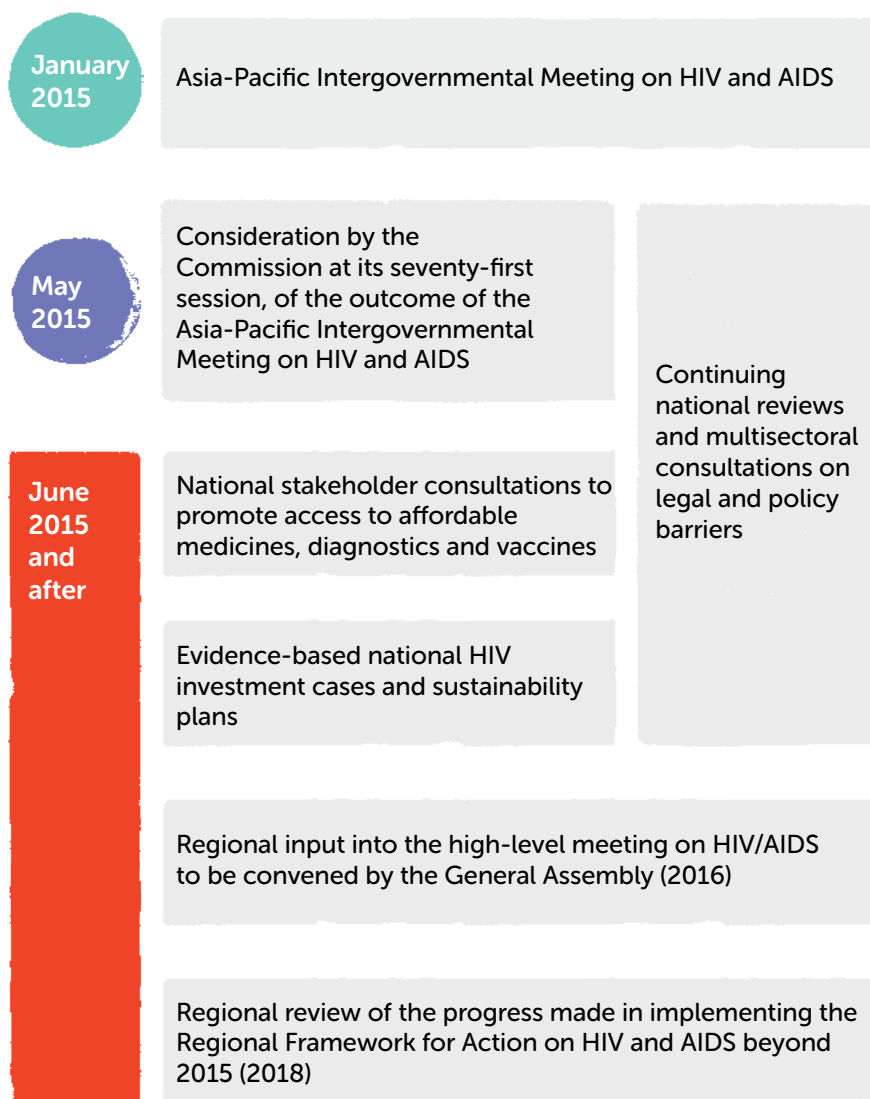 January
2015
Asia-Pacific Intergovernmental Meeting on HIV and AIDS
May
2015
Consideration by the
Commission at its seventy-first
session, of the outcome of the
Asia-Pacific Intergovernmental
Meeting on HIV and AIDS
Continuing
national reviews
and multisectoral
consultations on
legal and policy
barriers
June
2015
and
after
National stakeholder consultations to
promote access to affordable
medicines, diagnostics and vaccines
Evidence-based national HIV
investment cases and sustainability
plans
Regional input into the high-level meeting on HIV/AIDS
to be convened by the General Assembly (2016)
Regional review of the progress made in implementing the
Regional Framework for Action on HIV and AIDS beyond
2015 (2018)